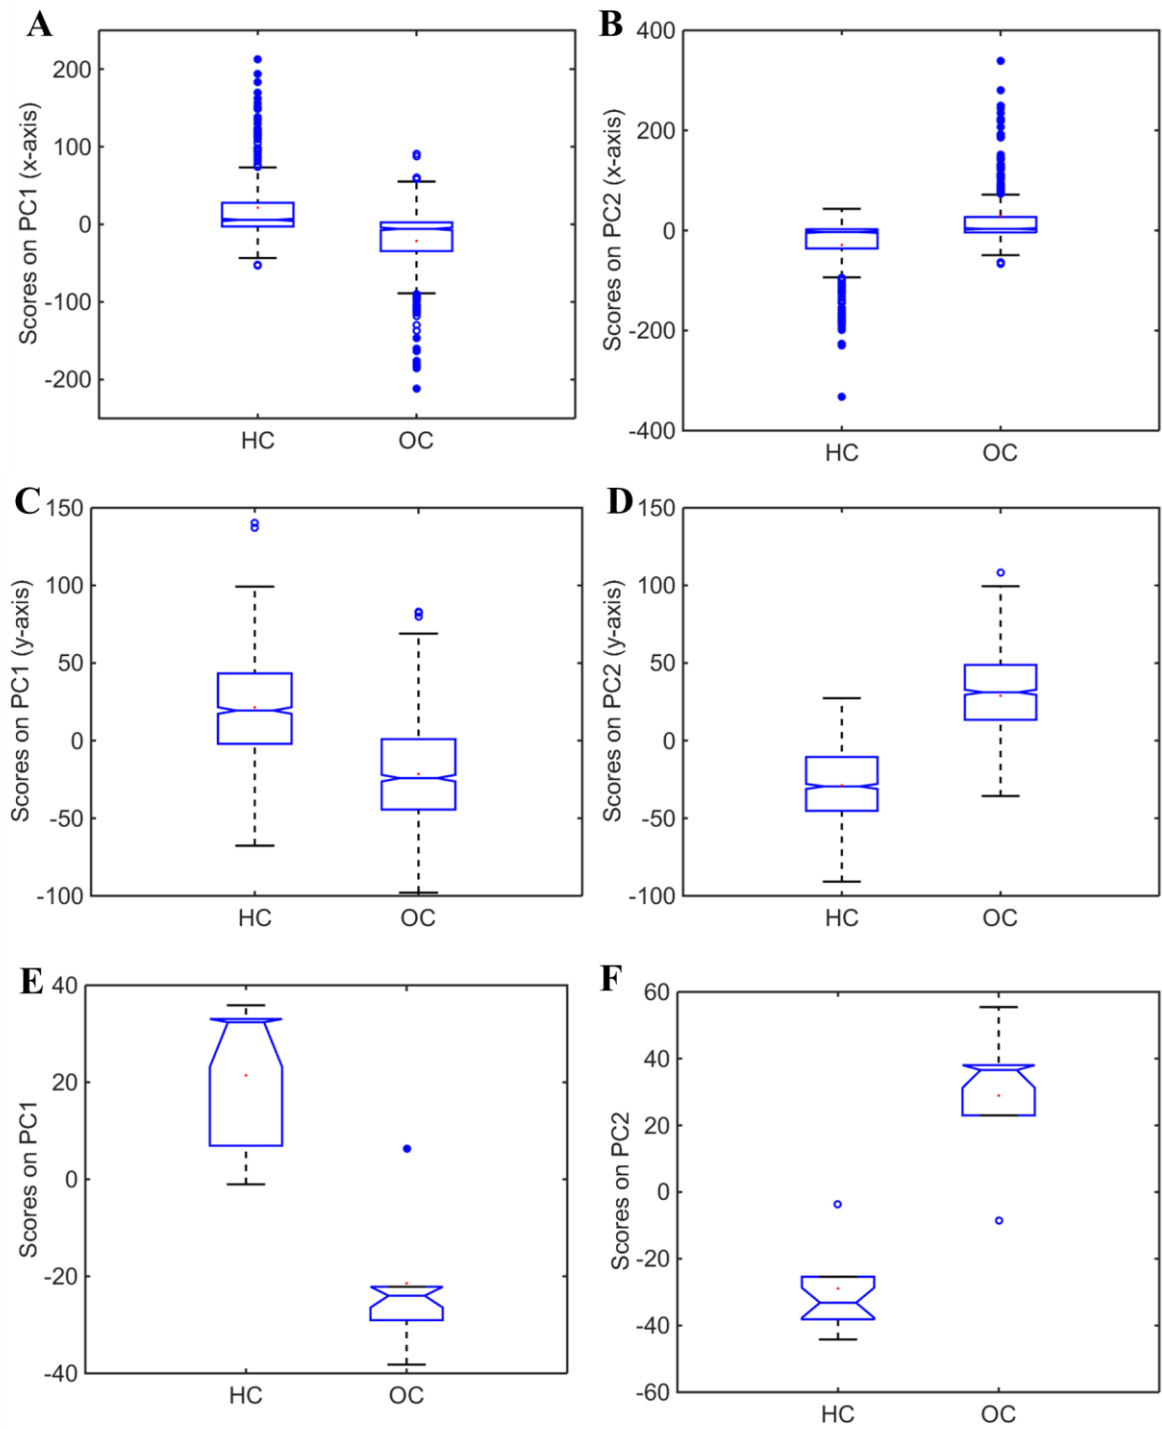 A
Scores on PC1 (x-axis)
200
100
0
-100
-200
HC OC
B
Scores on PC2 (x-axis)
400
200
0
-200
-400
HC OC
C
Scores on PC1 (y-axis)
150
100
50
0
-50
-100
HC OC
D
Scores on PC2 (y-axis)
150
100
50
0
-50
-100
HC OC
E
Scores on PC1
40
20
0
-20
-40
HC OC
F
Scores on PC2
60
40
20
0
-20
-40
-60
HC OC